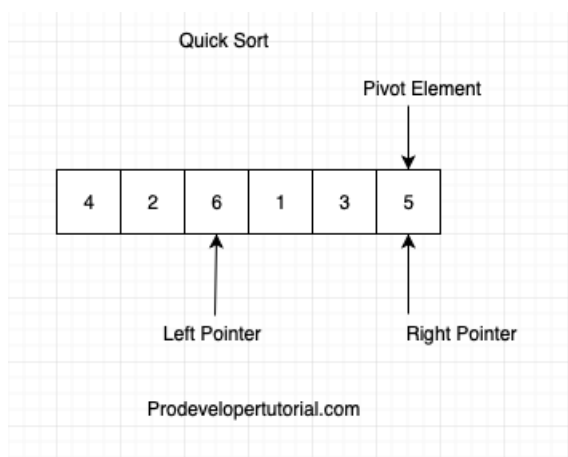 Quick Sort
Pivot Element
4 2 6 1 3 5
Left Pointer Right Pointer
Prodevelopertutorial.com